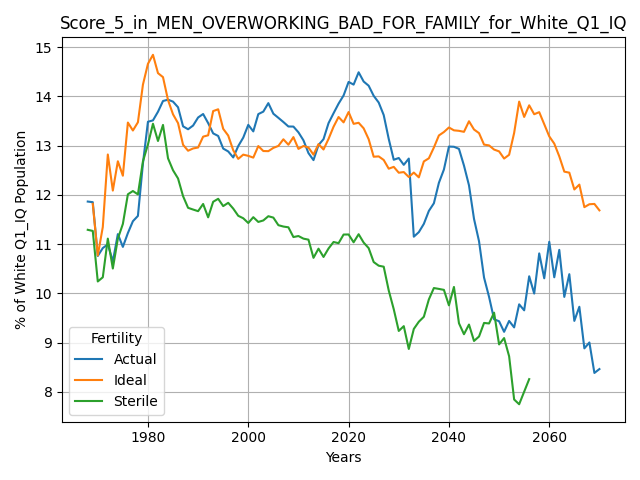 Score_5_in_MEN_OVERWORKING_BAD_FOR_FAMILY_for_White_Q1_IQ
% of White Q1_IQ Population
15
14
13
12
11
10
9
8
Fertility
Actual
Ideal
Sterile
1980
2000
2020
2040
2060
Years